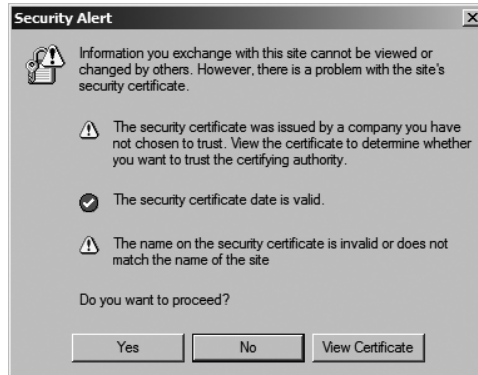 Security Alert
Information you exchange with this site cannot be viewed or
changed by others. However, there is a problem with the site's
security certificate.
The security certificate was issued by a company you have
not chosen to trust. View the certificate to determine whether
you want to trust the certifying authority.
The security certificate date is valid.
The name on the security certificate is invalid or does not
match the name of the site
Do you want to proceed?
Yes
No
View Certificate